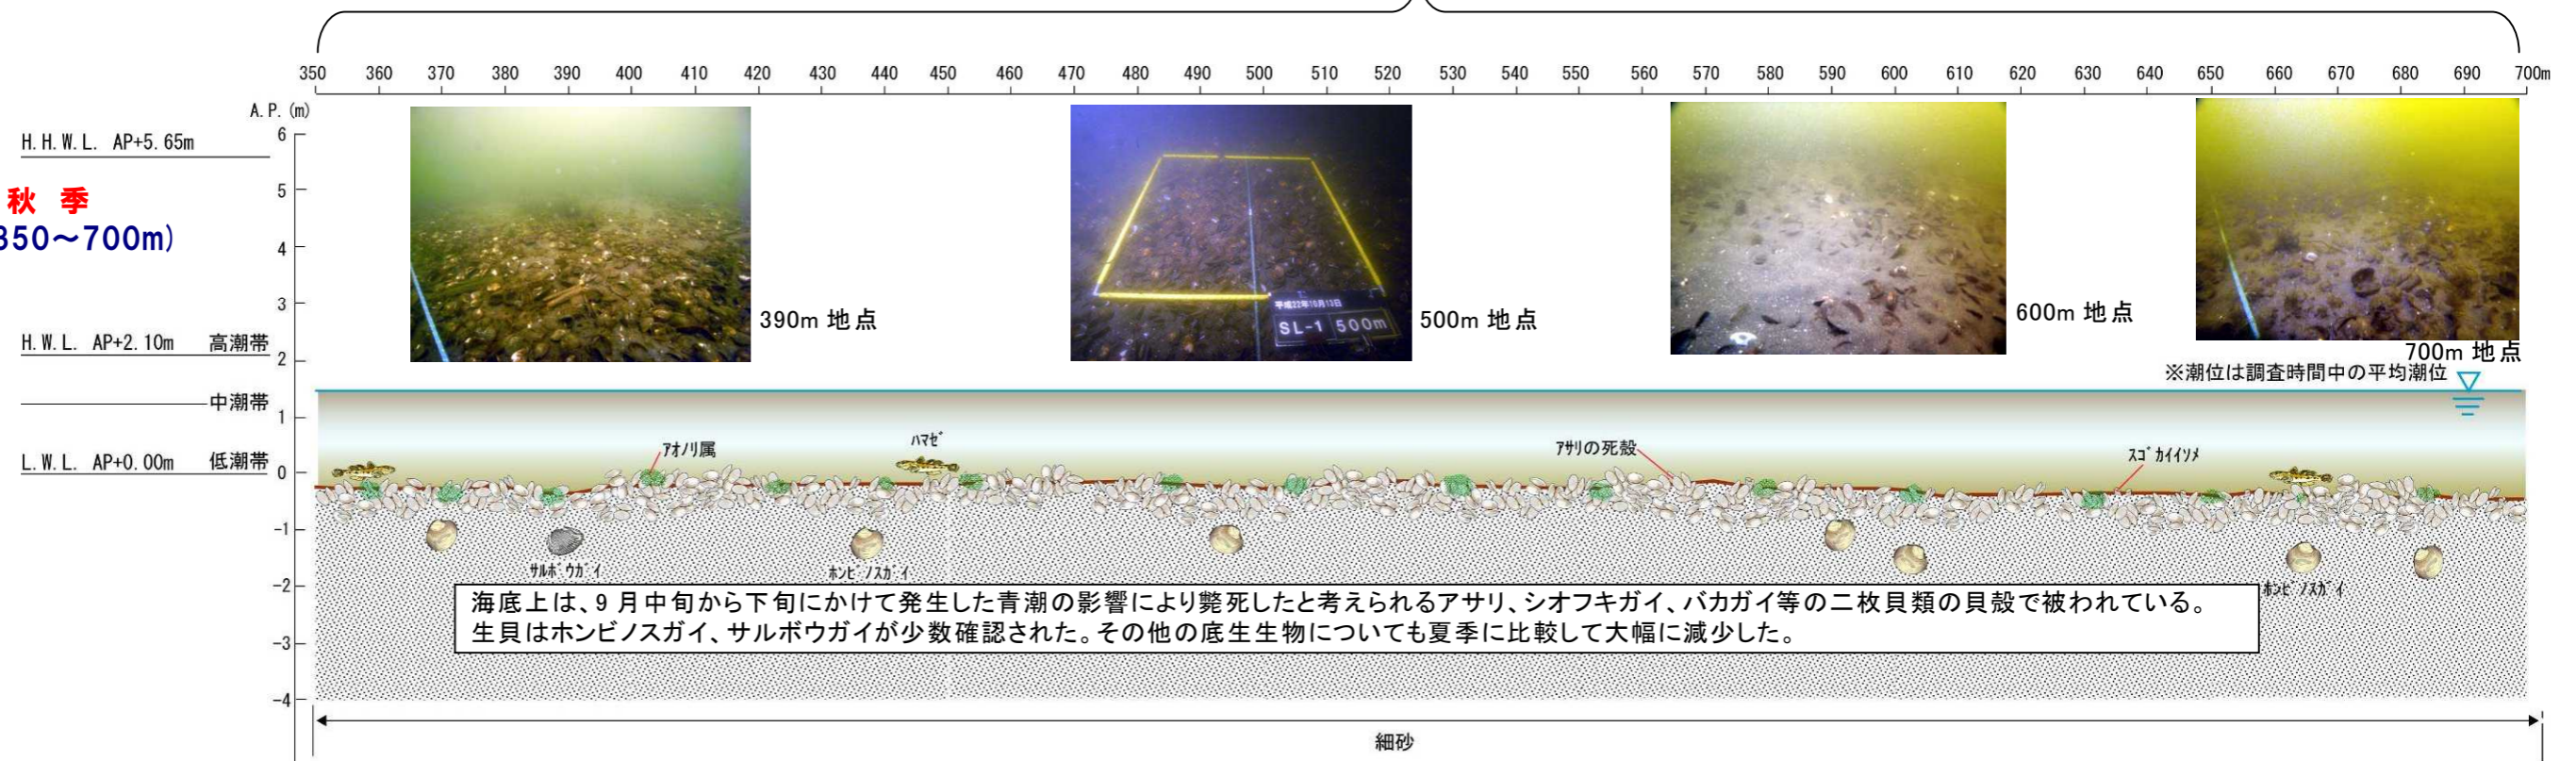 350 360 370 380 390 400 410 420 430 440 450 460 470 480 490 500 510 520 530 540 550 560 570 580 590 600 610 620 630 640 650 660 670 680 690 700m
A.P.(m)
H.H.W.L. AP+5.65m
6
5
秋 季
350～700m)
4
3
390m 地点
平成22年10月13日
SL-1 500m
500m 地点
600m 地点
700m 地点
H.W.L. AP+2.10m 高潮帯
2
※潮位は調査時間中の平均潮位
中潮帯
1
アオノリ属
ハマゼ
アサリの死殻
スゴカイイソメ
L.W.L. AP+0.00m 低潮帯
0
-1
サルボウガイ
ホンビノスガイ
ホンビノスガイ
-2
海底上は、9月中旬から下旬にかけて発生した青潮の影響により斃死したと考えられるアサリ、シオフキガイ、バカガイ等の二枚貝類の貝殻で被われている。
生貝はホンビノスガイ、サルボウガイが少数確認された。その他の底生生物についても夏季に比較して大幅に減少した。
-3
-4
細砂